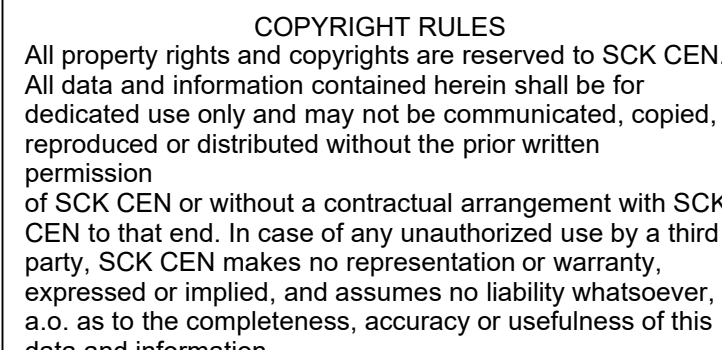 COPYRIGHT RULES
All property rights and copyrights are reserved to SCK CEN.
All data and information contained herein shall be for
dedicated use only and may not be communicated, copied,
reproduced or distributed without the prior written
permission
of SCK CEN or without a contractual arrangement with SCK
CEN to that end. In case of any unauthorized use by a third
party, SCK CEN makes no representation or warranty,
expressed or implied, and assumes no liability whatsoever,
a.o. as to the completeness, accuracy or usefulness of this
data and information